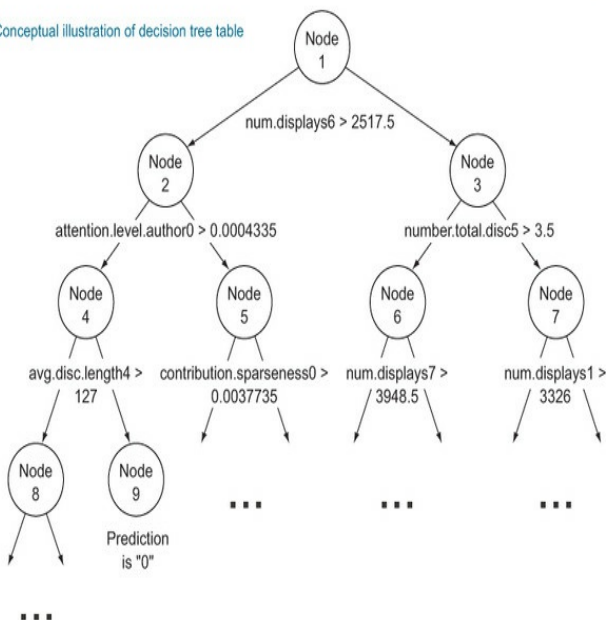 Conceptual illustration of decision tree table
Node
1
num.displays6 > 2517.5
Node
2
Node
3
attention.level.author0 > 0.0004335
number.total.disc5 > 3.5
Node
4
Node
5
Node
6
Node
7
avg.disc.length4 >
127
contribution.sparseness0 >
0.0037735
num.displays7 >
3948.5
num.displays1 >
3326
Node
8
Node
9
...
...
...
Prediction
is "0"
...